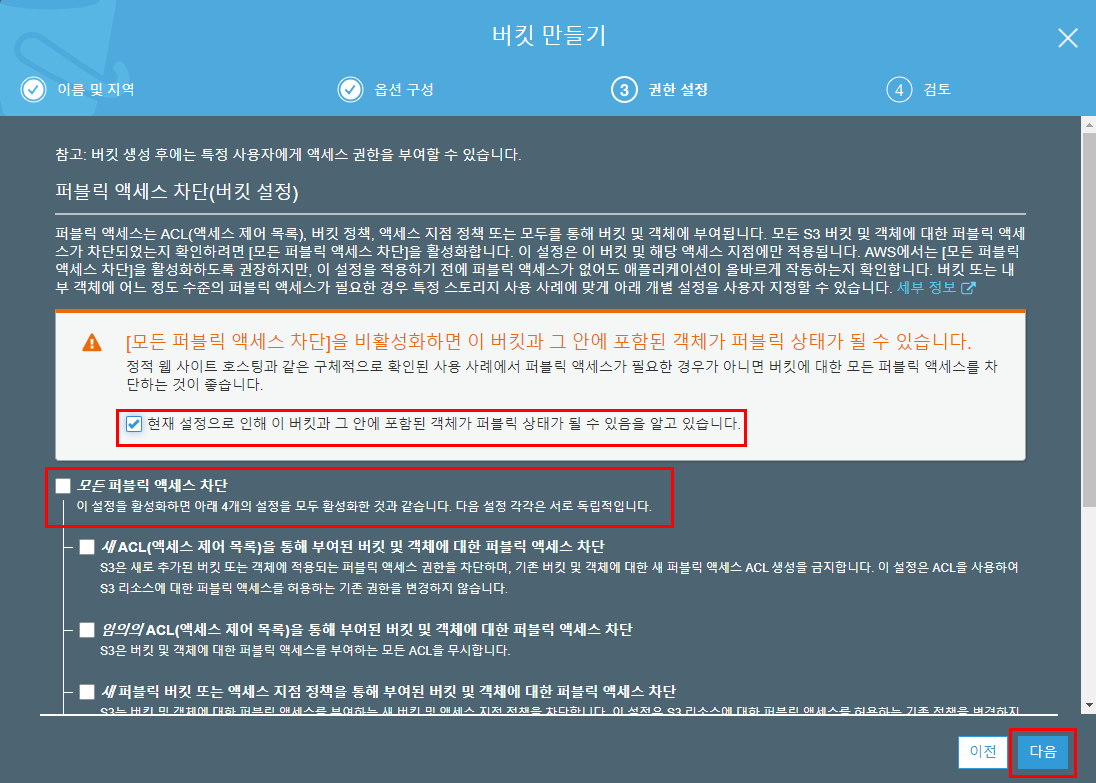 버킷 만들기
이름 및 지역
옵션 구성
3 권한 설정
4 검토
참고: 버킷 생성 후에는 특정 사용자에게 액세스 권한을 부여할 수 있습니다.
퍼블릭 액세스 차단(버킷 설정)
퍼블릭 액세스는 ACL(액세스 제어 목록), 버킷 정책, 액세스 지점 정책 또는 모두를 통해 버킷 및 객체에 부여됩니다. 모든 S3 버킷 및 객체에 대한 퍼블릭 액세
스가 차단되었는지 확인하려면 [모든 퍼블릭 액세스 차단]을 활성화합니다. 이 설정은 이 버킷 및 해당 액세스 지점에만 적용됩니다. AWS에서는 [모든 퍼블릭
액세스 차단]을 활성화하도록 권장하지만, 이 설정을 적용하기 전에 퍼블릭 액세스가 없어도 애플리케이션이 올바르게 작동하는지 확인합니다. 버킷 또는 내
부 객체에 어느 정도 수준의 퍼블릭 액세스가 필요한 경우 특정 스토리지 사용 사례에 맞게 아래 개별 설정을 사용자 지정할 수 있습니다. 세부 정보
[모든 퍼블릭 액세스 차단]을 비활성화하면 이 버킷과 그 안에 포함된 객체가 퍼블릭 상태가 될 수 있습니다.
정적 웹 사이트 호스팅과 같은 구체적으로 확인된 사용 사례에서 퍼블릭 액세스가 필요한 경우가 아니면 버킷에 대한 모든 퍼블릭 액세스를 차
단하는 것이 좋습니다.
현재 설정으로 인해 이 버킷과 그 안에 포함된 객체가 퍼블릭 상태가 될 수 있음을 알고 있습니다.
모든 퍼블릭 액세스 차단
이 설정을 활성화하면 아래 4개의 설정을 모두 활성화한 것과 같습니다. 다음 설정 각각은 서로 독립적입니다.
새 ACL(액세스 제어 목록)을 통해 부여된 버킷 및 객체에 대한 퍼블릭 액세스 차단
S3은 새로 추가된 버킷 또는 객체에 적용되는 퍼블릭 액세스 권한을 차단하며, 기존 버킷 및 객체에 대한 새 퍼블릭 액세스 ACL 생성을 금지합니다. 이 설정은 ACL을 사용하여
S3 리소스에 대한 퍼블릭 액세스를 허용하는 기존 권한을 변경하지 않습니다.
임의의 ACL(액세스 제어 목록)을 통해 부여된 버킷 및 객체에 대한 퍼블릭 액세스 차단
S3은 버킷 및 객체에 대한 퍼블릭 액세스를 부여하는 모든 ACL을 무시합니다.
새 퍼블릭 버킷 또는 액세스 지점 정책을 통해 부여된 버킷 및 객체에 대한 퍼블릭 액세스 차단
S3는 버킷 및 객체에 대한 퍼블릭 액세스를 부여하는 새 버킷 및 액세스 지점 정책을 차단합니다. 이 설정은 S3 리소스에 대한 퍼블릭 액세스를 허용하는 기존 정책을 변경하지
이전
다음